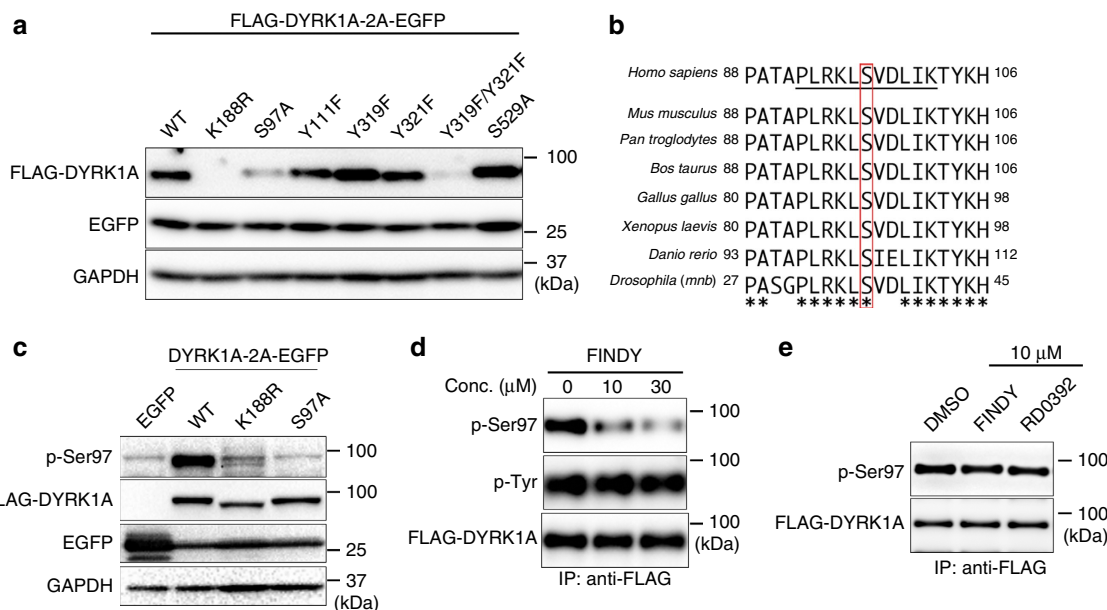 a
FLAG-DYRK1A-2A-EGFP
WT K188R S97A Y111F Y319F Y321F Y319F/Y321F S529A
FLAG-DYRK1A 100
EGFP 25
GAPDH 37
(kDa)
b
Homo sapiens 88 PATAPLRKLSVDLIKTYKH 106
Mus musculus 88 PATAPLRKLSVDLIKTYKH 106
Pan troglodytes 88 PATAPLRKLSVDLIKTYKH 106
Bos taurus 88 PATAPLRKLSVDLIKTYKH 106
Gallus gallus 80 PATAPLRKLSVDLIKTYKH 98
Xenopus laevis 80 PATAPLRKLSVDLIKTYKH 98
Danio rerio 93 PATAPLRKLSIELIKTYKH 112
Drosophila (mnb) 27 PASGPLRKLSVDLIKTYKH 45
** ****** *******
c
DYRK1A-2A-EGFP
EGFP WT K188R S97A
p-Ser97 100
FLAG-DYRK1A 100
EGFP 25
GAPDH 37
(kDa)
d
FINDY
Conc. (μM) 0 10 30
p-Ser97 100
p-Tyr 100
FLAG-DYRK1A 100
(kDa)
IP: anti-FLAG
e
10 μM
DMSO FINDY RD0392
p-Ser97 100
FLAG-DYRK1A 100
(kDa)
IP: anti-FLAG